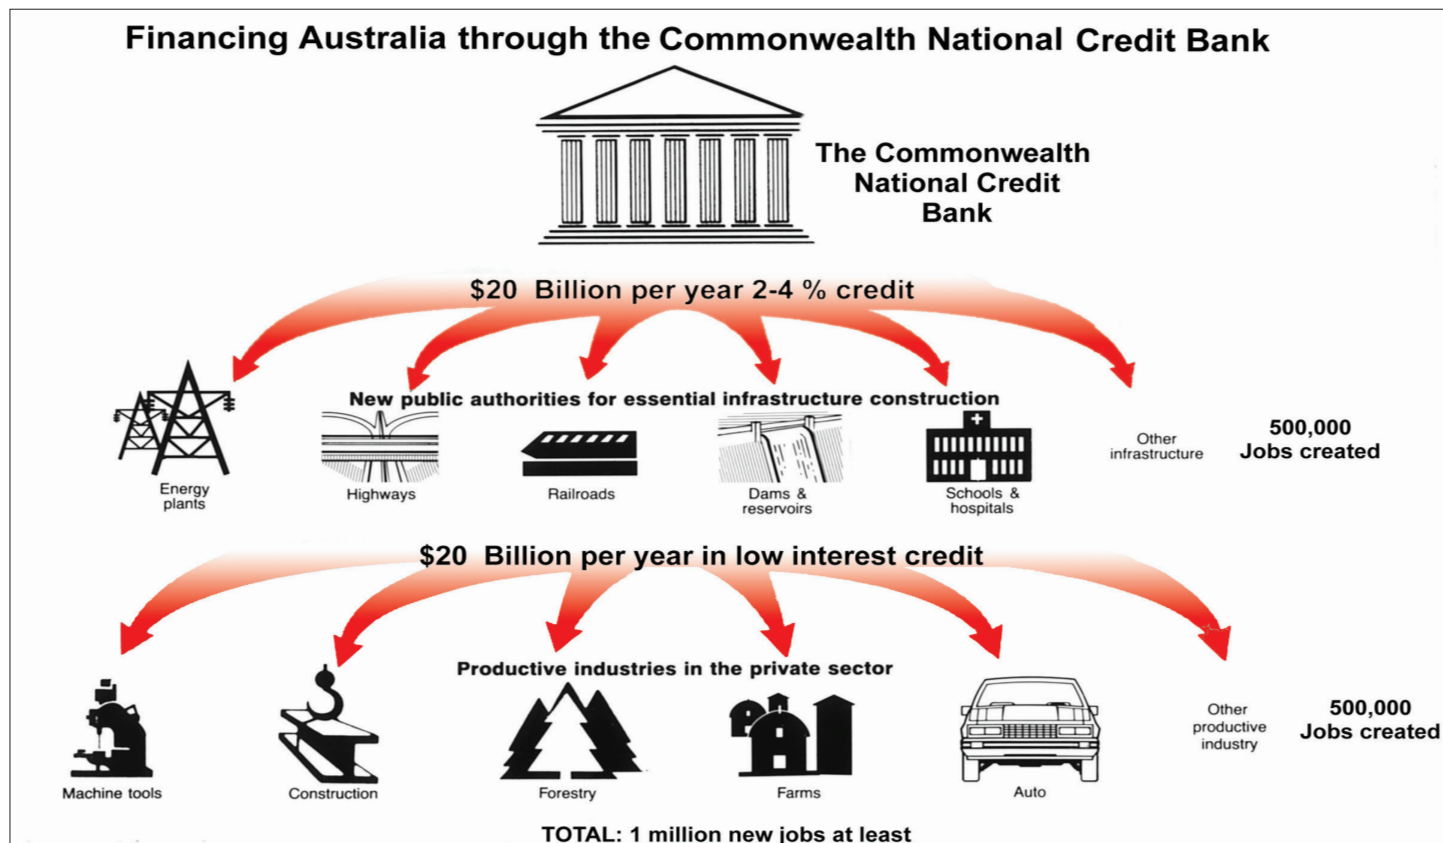 Financing Australia through the Commonwealth National Credit Bank
The Commonwealth
National Credit
Bank
$20 Billion per year 2-4 % credit
New public authorities for essential infrastructure construction
Energy
plants
Highways
Railroads
Dams &
reservoirs
Schools &
hospitals
Other
infrastructure
500,000
Jobs created
$20 Billion per year in low interest credit
Productive industries in the private sector
Machine tools
Construction
Forestry
Farms
Auto
Other
productive
industry
500,000
Jobs created
TOTAL: 1 million new jobs at least